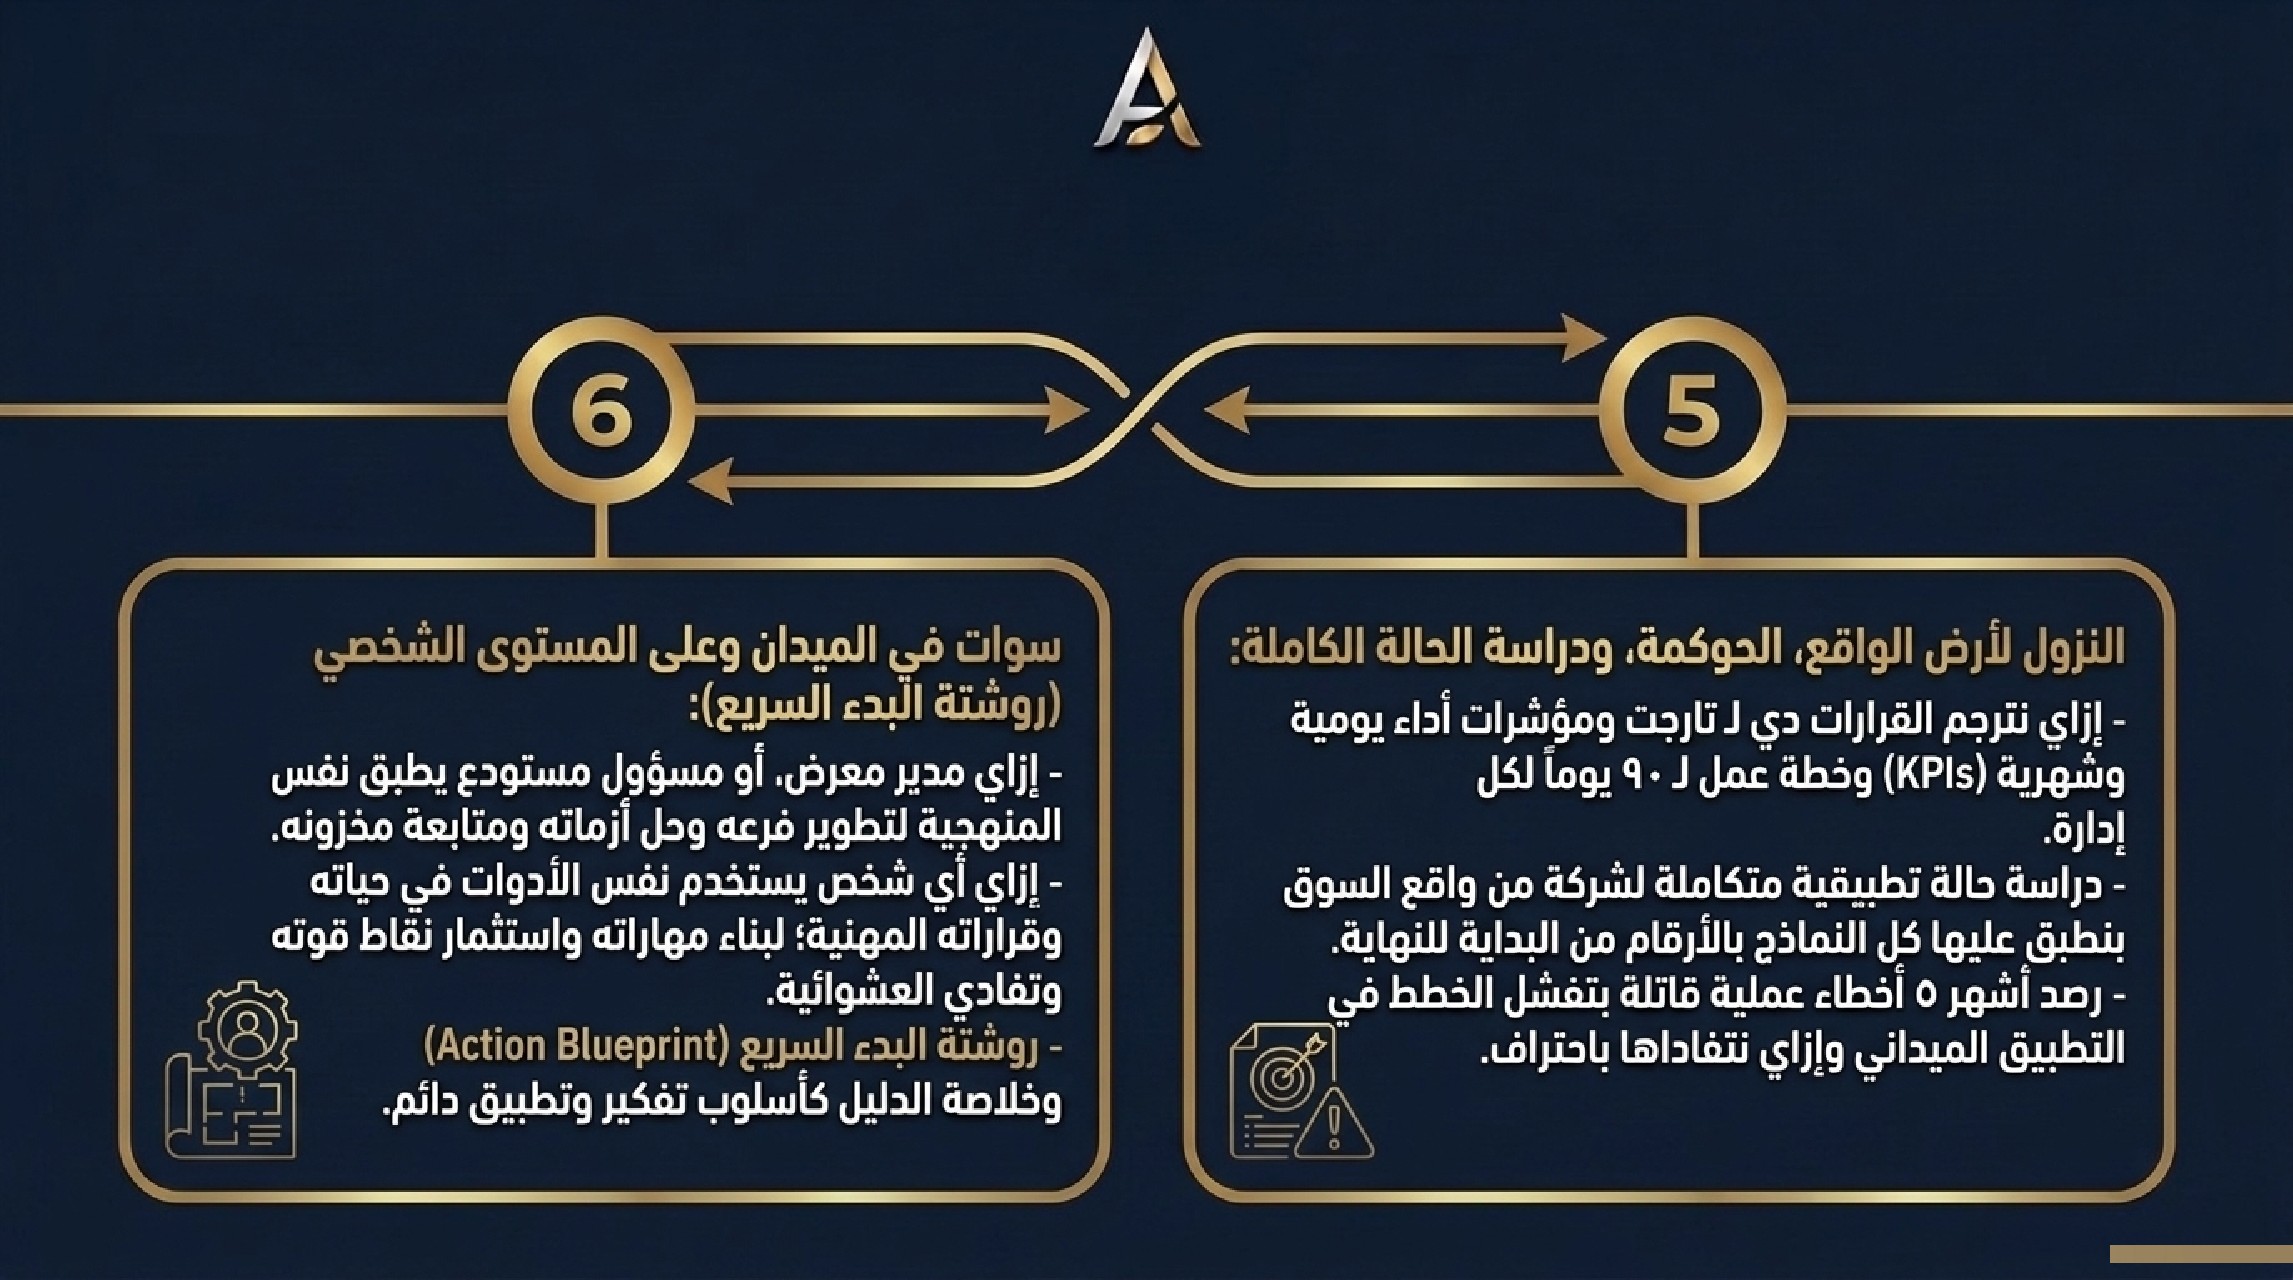 A
5
النزول لأرض الواقع، الحوكمة، ودراسة الحالة الكاملة:
- إزاي نترجم القرارات دي لـ تارجت ومؤشرات أداء يومية
وشهرية (KPIs) وخطة عمل لـ ٩٠ يوماً لكل
إدارة.
- دراسة حالة تطبيقية متكاملة لشركة من واقع السوق
بنطبق عليها كل النماذج بالأرقام من البداية للنهاية.
- رصد أشهر ٥ أخطاء عملية قاتلة بتفشل الخطط في
التطبيق الميداني وإزاي نتفاداها باحتراف.
6
سوات في الميدان وعلى المستوى الشخصي
(روشتة البدء السريع):
- إزاي مدير معرض، أو مسؤول مستودع يطبق نفس
المنهجية لتطوير فرعه وحل أزماته ومتابعة مخزونه.
- إزاي أي شخص يستخدم نفس الأدوات في حياته
وقراراته المهنية؛ لبناء مهاراته واستثمار نقاط قوته
وتفادي العشوائية.
- روشتة البدء السريع (Action Blueprint)
وخلاصة الدليل كأسلوب تفكير وتطبيق دائم.